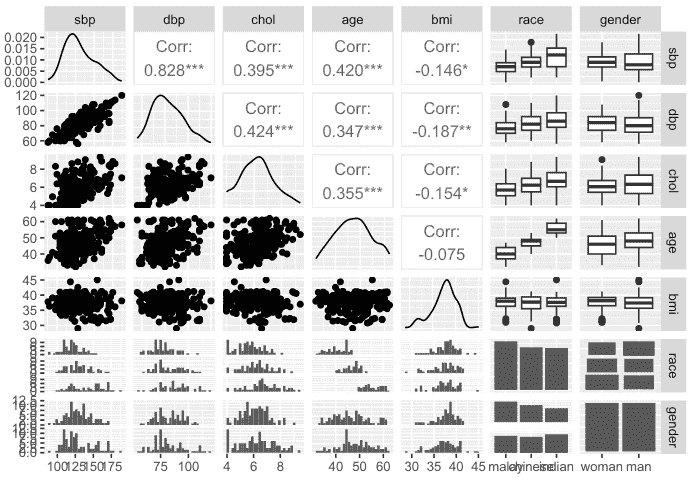 sbp dbp chol age bmi race gender
0.020
0.015
0.010
0.005
0.000
Corr:
0.828***
Corr:
0.395***
Corr:
0.420***
Corr:
-0.146*
sbp
120
100
80
60
Corr:
0.424***
Corr:
0.347***
Corr:
-0.187**
dbp
8
6
4
Corr:
0.355***
Corr:
-0.154*
chol
60
50
40
Corr:
-0.075
age
45
40
35
30
bmi
race
gender
100 125 150 175
75 100
4 6 8
40 50 60
30 35 40 45
malay chinese indian
woman man